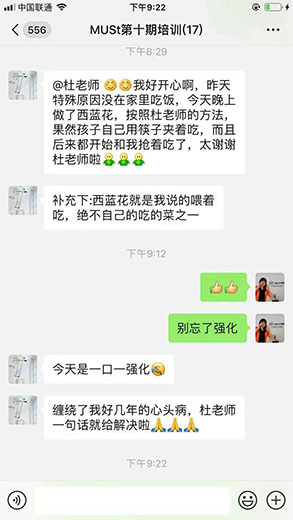 中国联通
下午9:22
556
MUSt第十期培训(17)
下午8:29
@杜老师 我好开心啊，昨天
特殊原因没在家里吃饭，今天晚上
做了西蓝花，按照杜老师的方法，
果然孩子自己用筷子夹着吃，而且
后来都开始和我抢着吃了，太谢谢
杜老师啦
补充下:西蓝花就是我说的喂着
吃，绝不自己的吃的菜之一
下午9:12
别忘了强化
今天是一口一强化
缠绕了我好几年的心头病，杜老师
一句话就给解决啦
下午9:22